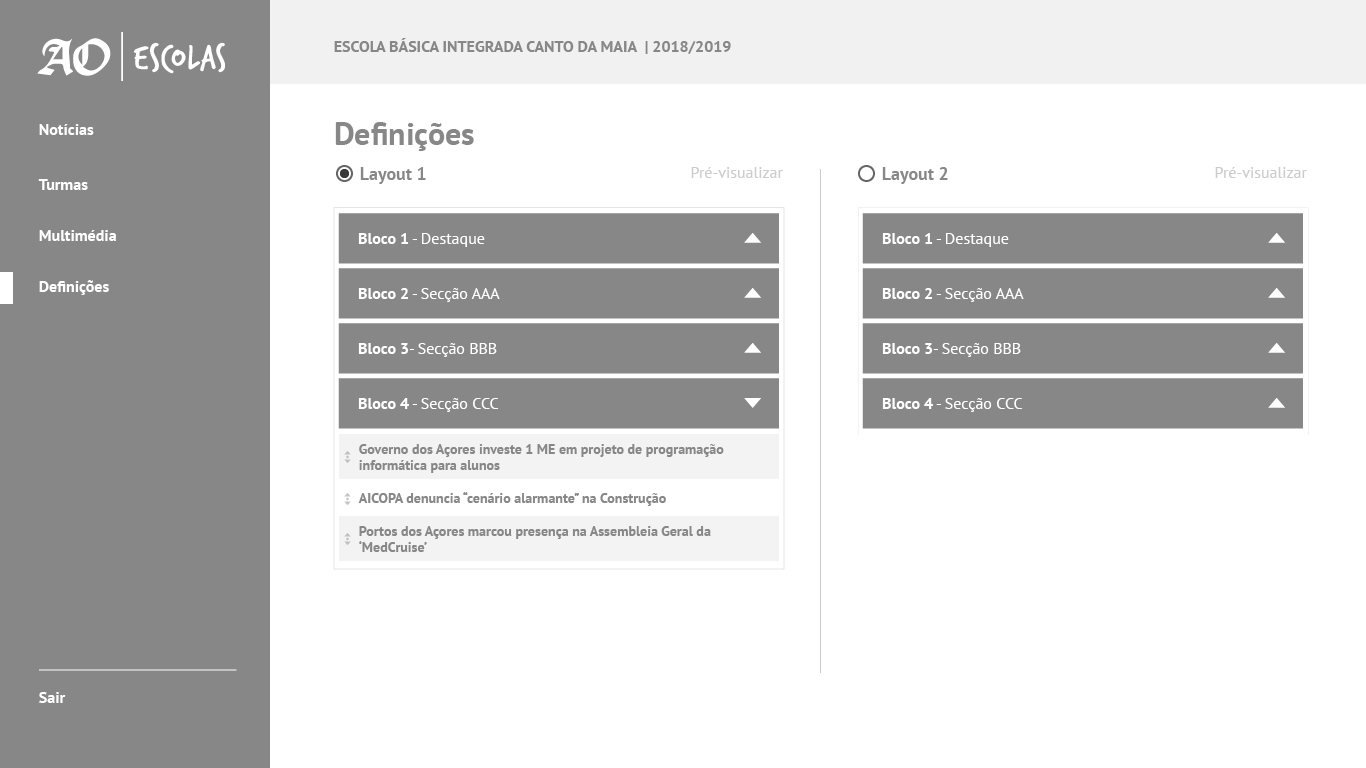 AO | ESCOLAS
ESCOLA BÁSICA INTEGRADA CANTO DA MAIA | 2018/2019
Notícias
Turmas
Multimédia
Definições
Sair
Definições
Layout 1
Pré-visualizar
Bloco 1 - Destaque
Bloco 2 - Secção AAA
Bloco 3- Secção BBB
Bloco 4 - Secção CCC
Governo dos Açores investe 1 ME em projeto de programação
informática para alunos
AICOPA denuncia “cenário alarmante” na Construção
Portos dos Açores marcou presença na Assembleia Geral da
‘MedCruise’
Layout 2
Pré-visualizar
Bloco 1 - Destaque
Bloco 2 - Secção AAA
Bloco 3- Secção BBB
Bloco 4 - Secção CCC